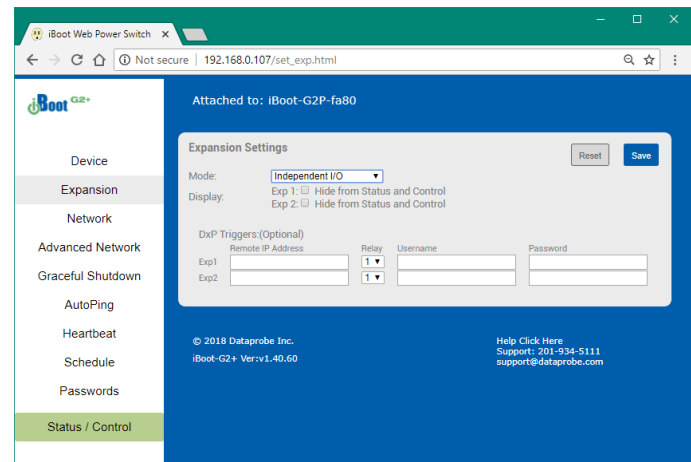 iBoot Web Power Switch
Not secure | 192.168.0.107/set_exp.html
iBoot G2+
Attached to: iBoot-G2P-fa80
Device
Expansion
Network
Advanced Network
Graceful Shutdown
AutoPing
Heartbeat
Schedule
Passwords
Status / Control
Expansion Settings
Reset Save
Mode: Independent I/O
Display: Exp 1: Hide from Status and Control
Exp 2: Hide from Status and Control
DxP Triggers:(Optional)
Remote IP Address Relay Username Password
Exp1 1
Exp2 1
© 2018 Dataprobe Inc.
iBoot-G2+ Ver:v1.40.60
Help Click Here
Support: 201-934-5111
support@dataprobe.com